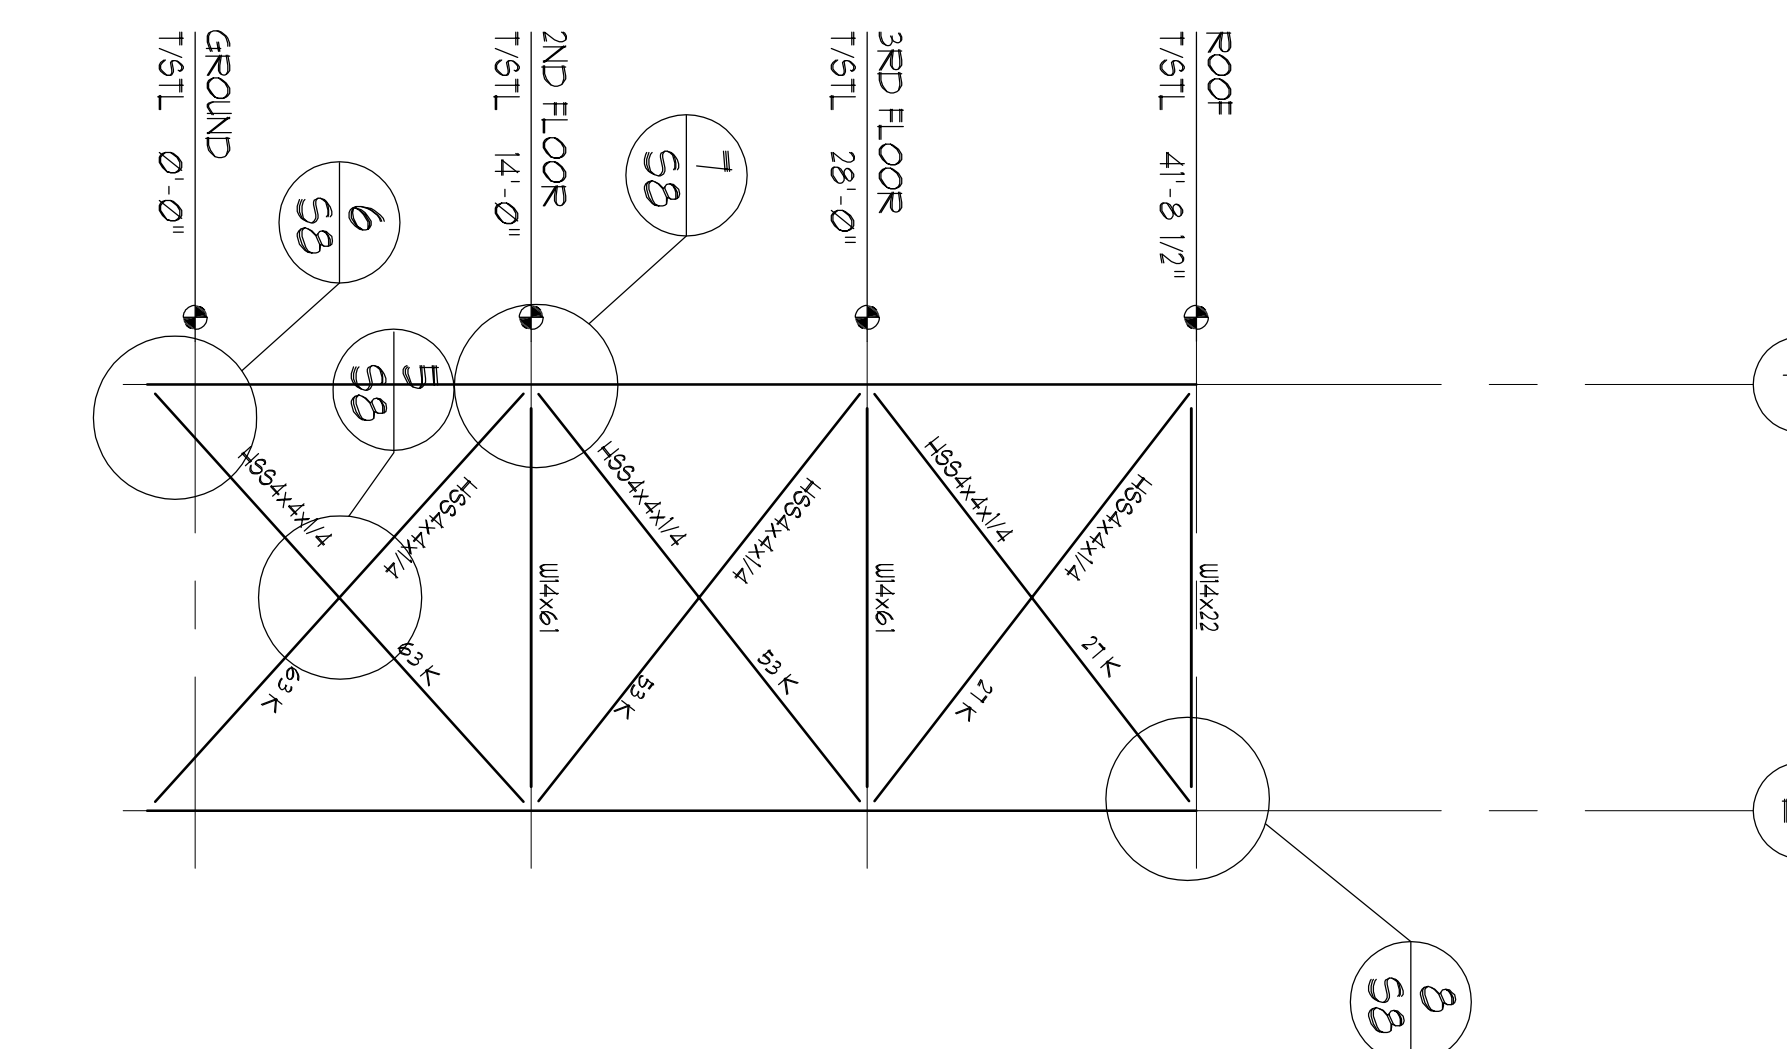 ROOF
T/STL 41'-8 1/2"
3RD FLOOR
T/STL 28'-0"
2ND FLOOR
T/STL 14'-0"
GROUND
T/STL 0'-0"
7
S8
6
S8
5
S8
8
S8
W14x22
HSS4x4x1/4
HSS4x4x1/4
27 K
27 K
W14x61
HSS4x4x1/4
HSS4x4x1/4
53 K
53 K
W14x61
HSS4x4x1/4
HSS4x4x1/4
63 K
63 K